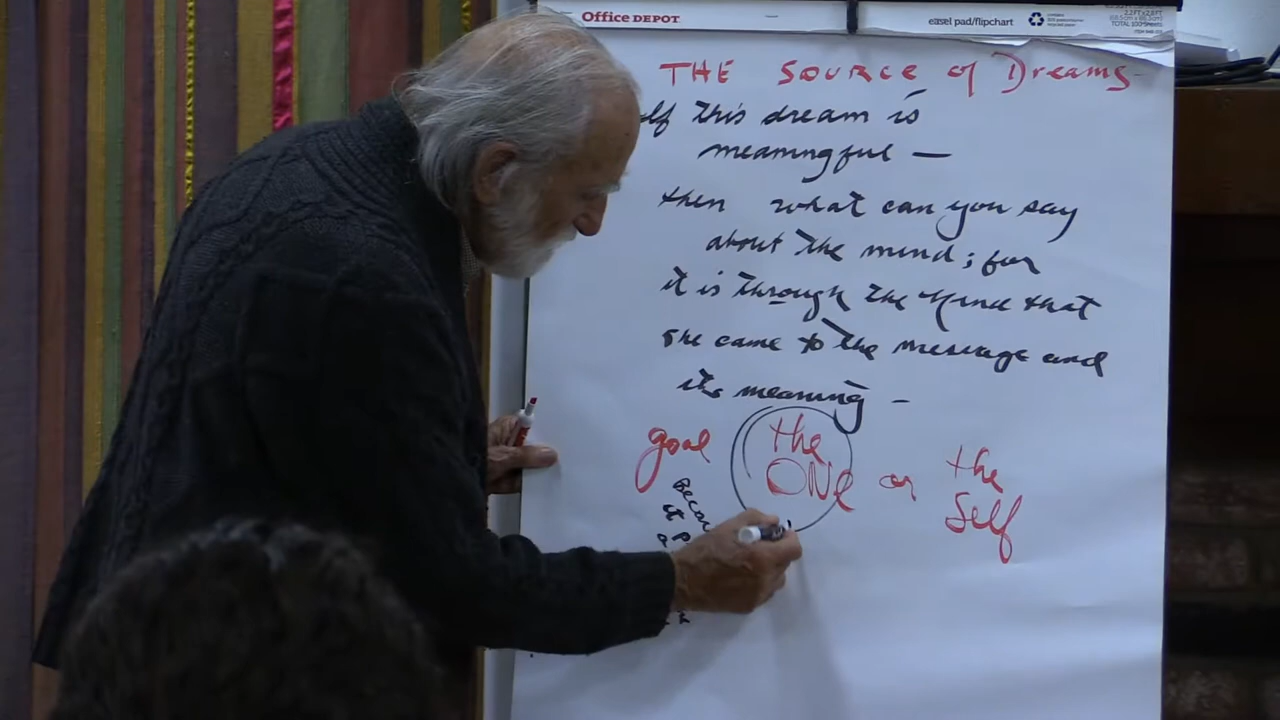 Office DEPOT
easel pad/flipchart
THE SOURCE of Dreams
If this dream is
meaningful —
then what can you say
about the mind; for
it is through the mind that
she came to the message and
its meaning —
goal the ONE or the Self
it